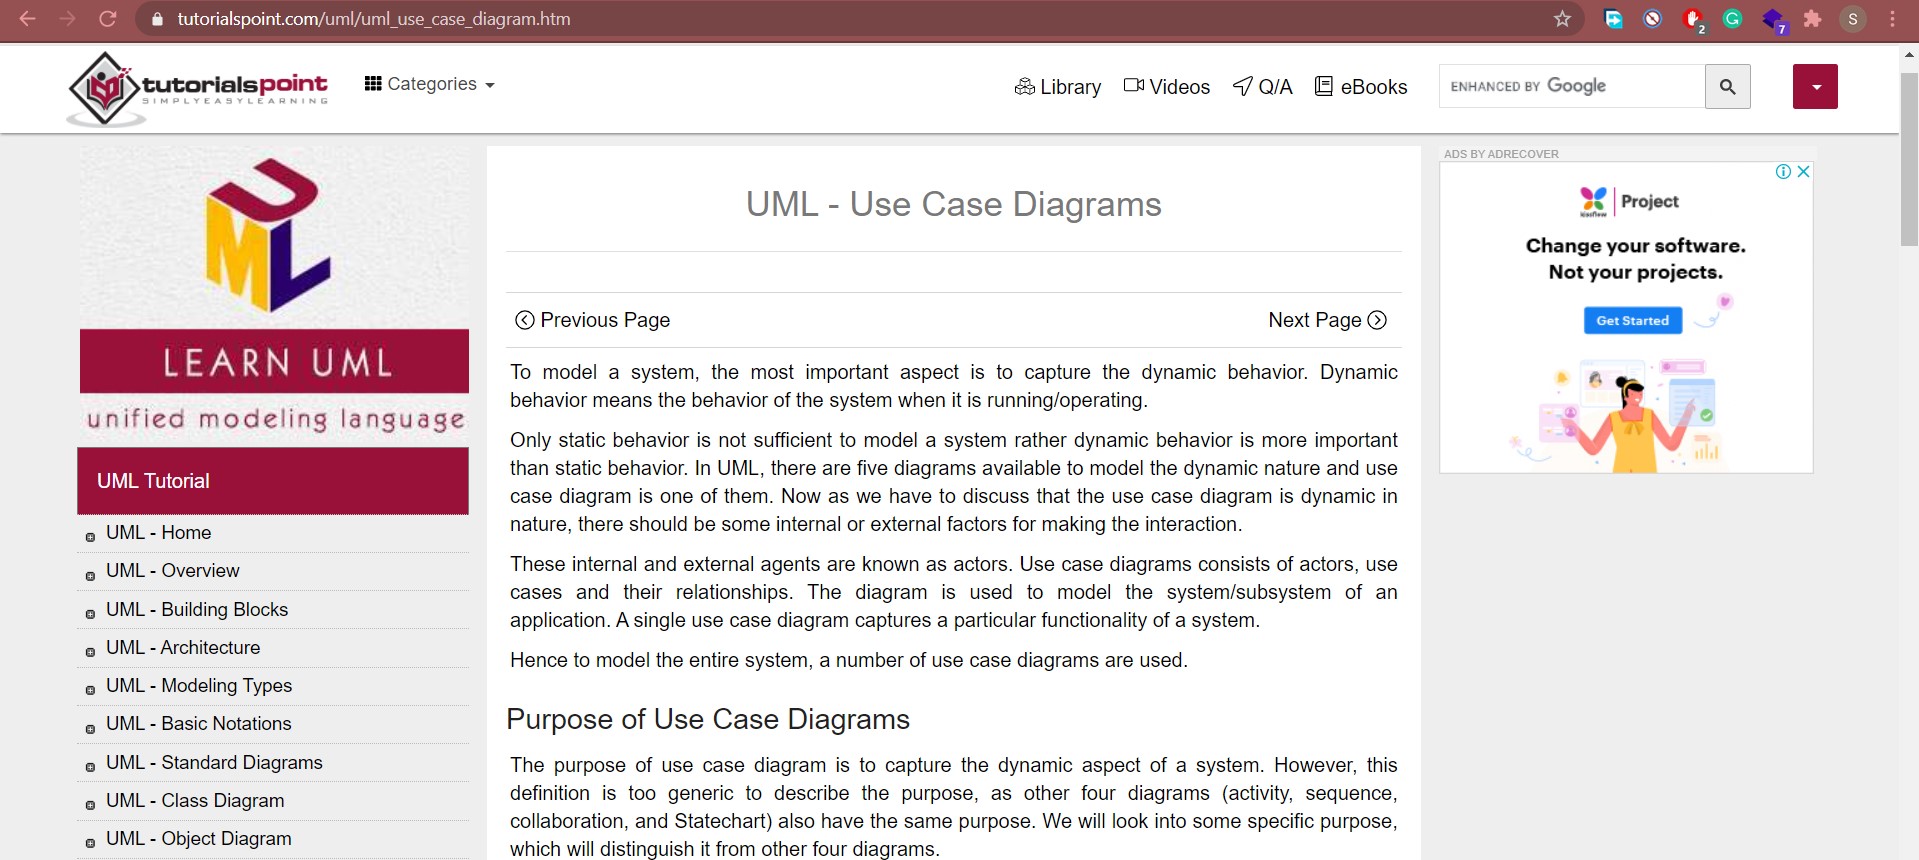 tutorialspoint.com/uml/uml_use_case_diagram.htm
2
7
S
tutorialspoint
SIMPLYEASYLEARNING
Categories
Library
Videos
Q/A
eBooks
ENHANCED BY Google
UML
LEARN UML
unified modeling language
UML Tutorial
UML - Home
UML - Overview
UML - Building Blocks
UML - Architecture
UML - Modeling Types
UML - Basic Notations
UML - Standard Diagrams
UML - Class Diagram
UML - Object Diagram
UML - Use Case Diagrams
Previous Page
Next Page
To model a system, the most important aspect is to capture the dynamic behavior. Dynamic
behavior means the behavior of the system when it is running/operating.
Only static behavior is not sufficient to model a system rather dynamic behavior is more important
than static behavior. In UML, there are five diagrams available to model the dynamic nature and use
case diagram is one of them. Now as we have to discuss that the use case diagram is dynamic in
nature, there should be some internal or external factors for making the interaction.
These internal and external agents are known as actors. Use case diagrams consists of actors, use
cases and their relationships. The diagram is used to model the system/subsystem of an
application. A single use case diagram captures a particular functionality of a system.
Hence to model the entire system, a number of use case diagrams are used.
Purpose of Use Case Diagrams
The purpose of use case diagram is to capture the dynamic aspect of a system. However, this
definition is too generic to describe the purpose, as other four diagrams (activity, sequence,
collaboration, and Statechart) also have the same purpose. We will look into some specific purpose,
which will distinguish it from other four diagrams.
ADS BY ADRECOVER
kissflow
Project
Change your software.
Not your projects.
Get Started